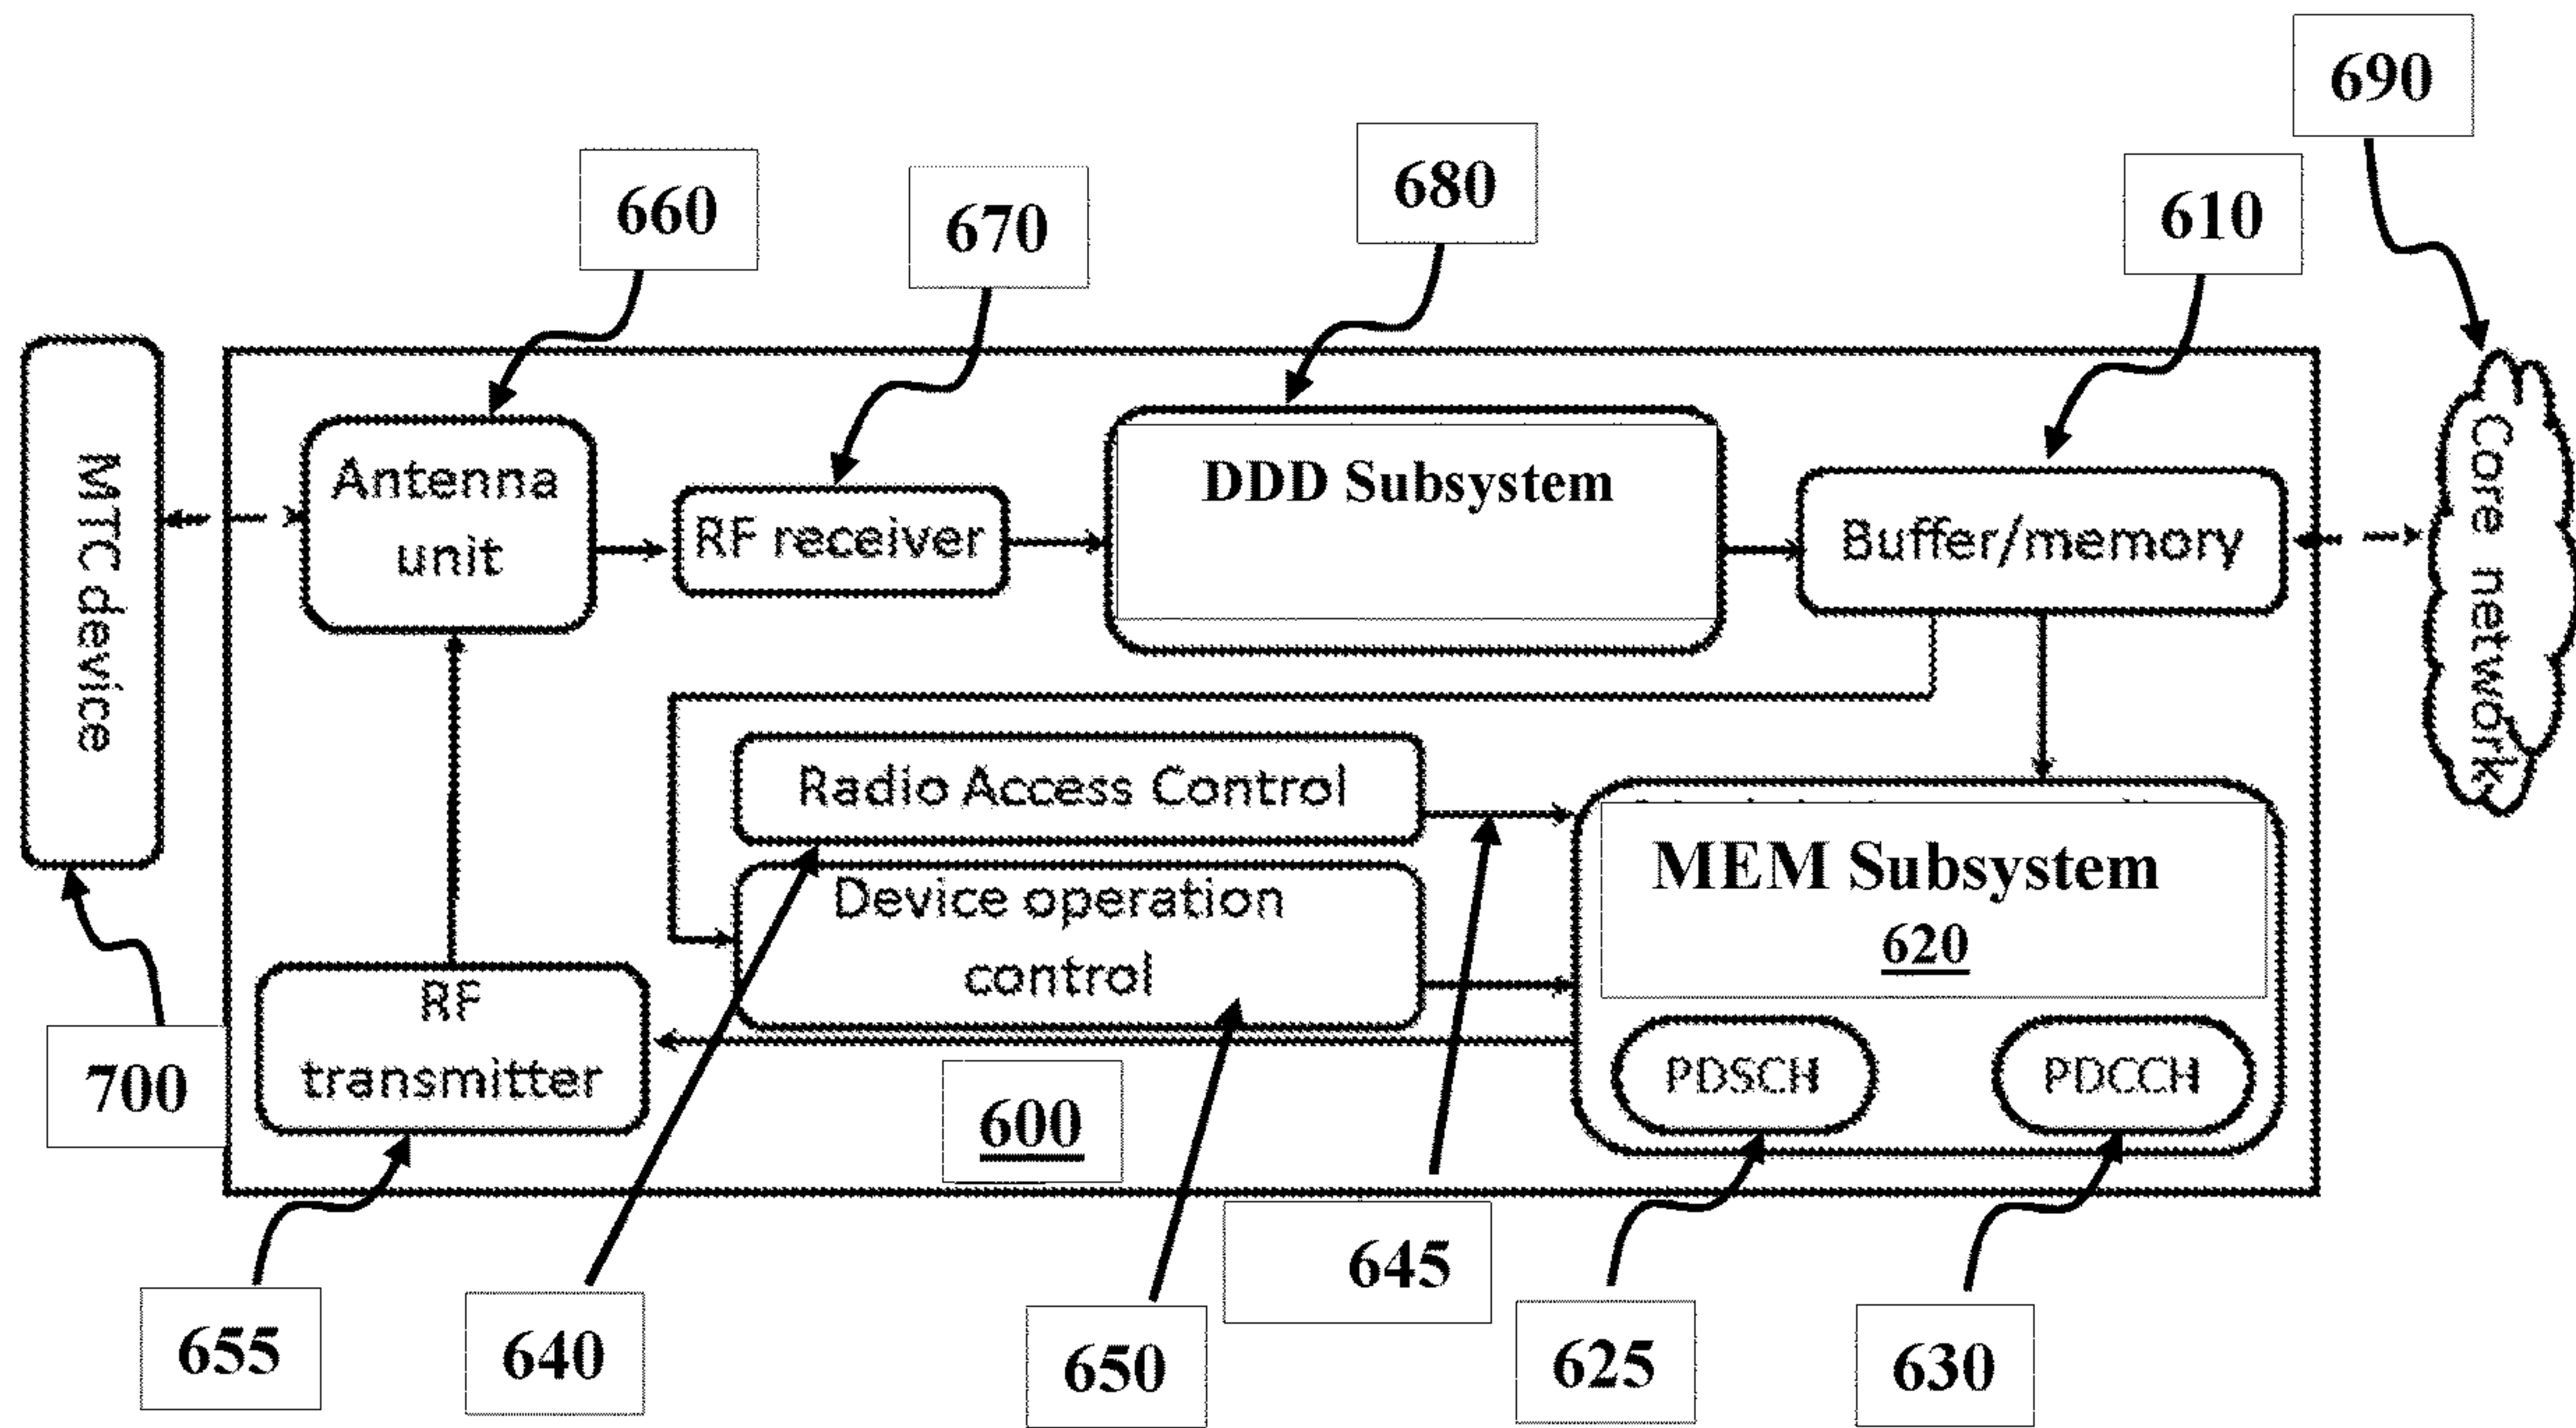 690
680
660
610
670
MTC device
Antenna
unit
RF receiver
DDD Subsystem
Buffer/memory
Core network
Radio Access Control
Device operation
control
MEM Subsystem
620
RF
transmitter
PDSCH
PDCCH
700
600
645
655
640
650
625
630